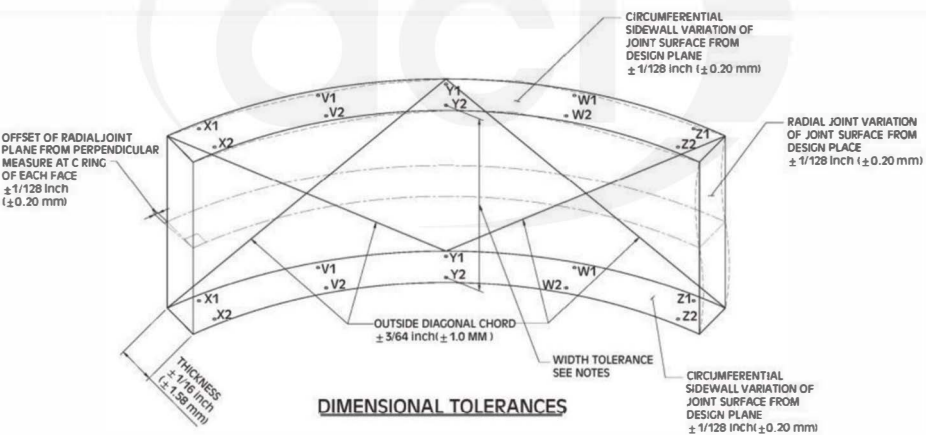 CIRCUMFERENTIAL
SIDEWALL VARIATION OF
JOINT SURFACE FROM
DESIGN PLANE
±1/128 inch (±0.20 mm)
OFFSET OF RADIALJOINT
PLANE FROM PERPENDICULAR
MEASURE AT C RING
OF EACH FACE
±1/128 inch
(±0.20 mm)
RADIAL JOINT VARIATION
OF JOINT SURFACE FROM
DESIGN PLACE
±1/128 inch (±0.20 mm)
X1
X2
V1
V2
Y1
Y2
W1
W2
Z1
Z2
X1
X2
V1
V2
Y1
Y2
W1
W2
Z1
Z2
OUTSIDE DIAGONAL CHORD
±3/64 inch(±1.0 MM)
WIDTH TOLERANCE
SEE NOTES
THICKNESS
±1/16 inch
(±1.58 mm)
CIRCUMFERENTIAL
SIDEWALL VARIATION OF
JOINT SURFACE FROM
DESIGN PLANE
±1/128 inch(±0.20 mm)
DIMENSIONAL TOLERANCES